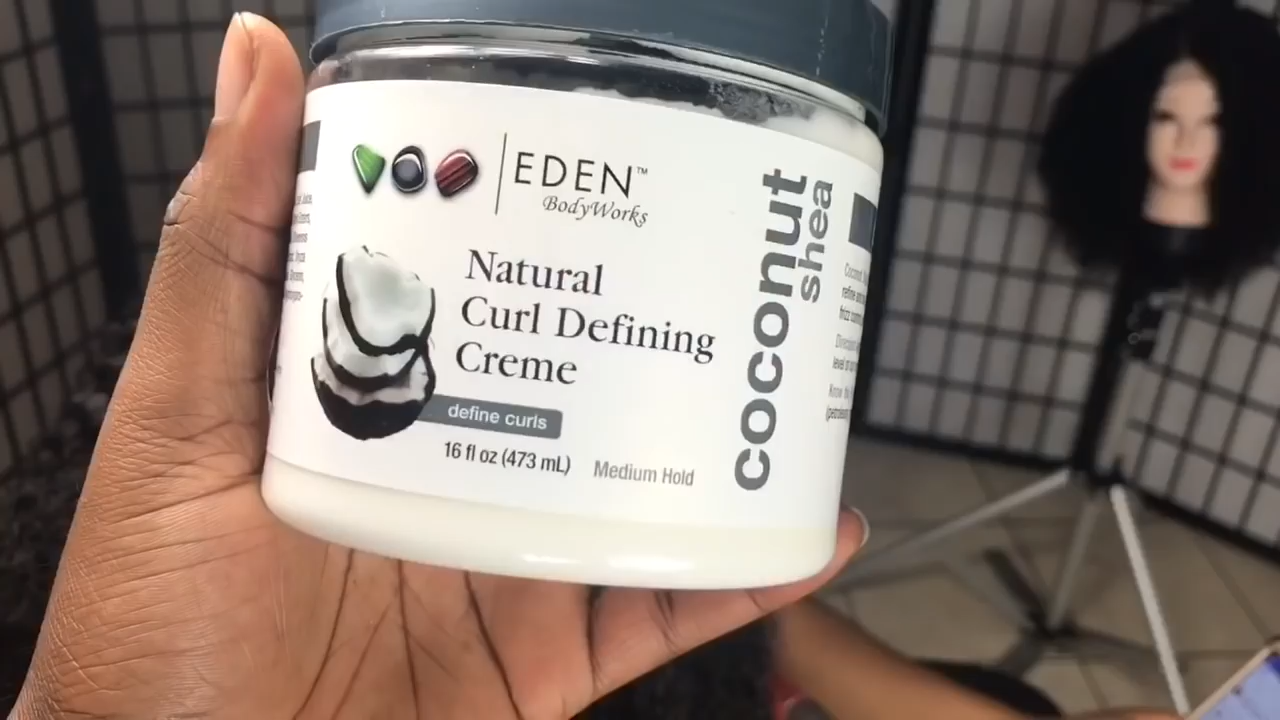 EDEN™
BodyWorks
Natural
Curl Defining
Creme
define curls
16 fl oz (473 mL) Medium Hold
coconut
shea